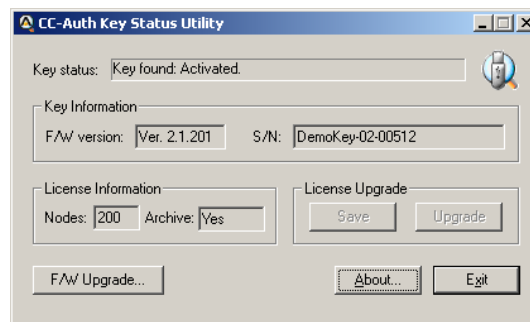 CC-Auth Key Status Utility
Key status: Key found: Activated.
Key Information
F/W version: Ver. 2.1.201 S/N: DemoKey-02-00512
License Information License Upgrade
Nodes: 200 Archive: Yes Save Upgrade
F/W Upgrade... About... Exit